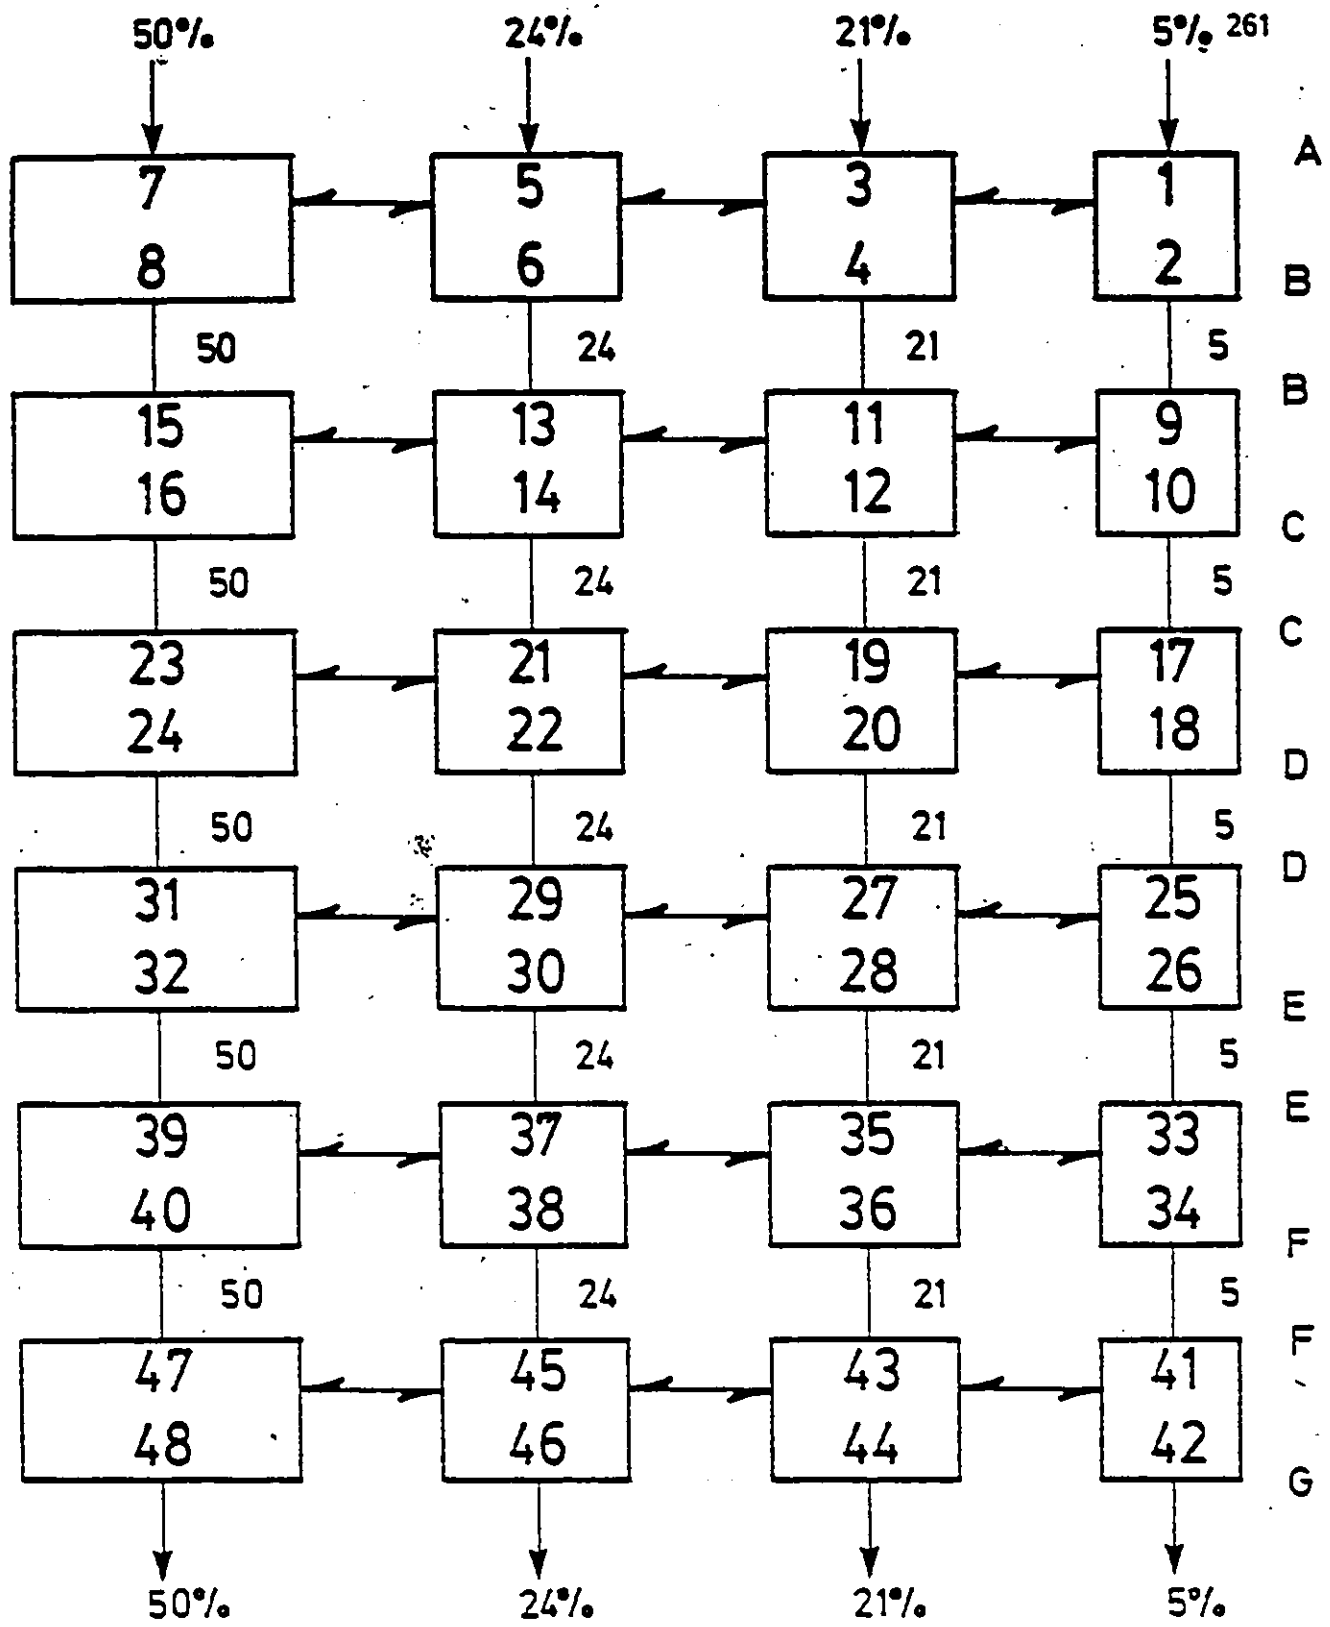 50% 24% 21% 5% 261
A
7 5 3 1
8 6 4 2
B
50 24 21 5
B
15 13 11 9
16 14 12 10
C
50 24 21 5
C
23 21 19 17
24 22 20 18
D
50 24 21 5
D
31 29 27 25
32 30 28 26
E
50 24 21 5
E
39 37 35 33
40 38 36 34
F
50 24 21 5
F
47 45 43 41
48 46 44 42
G
50% 24% 21% 5%